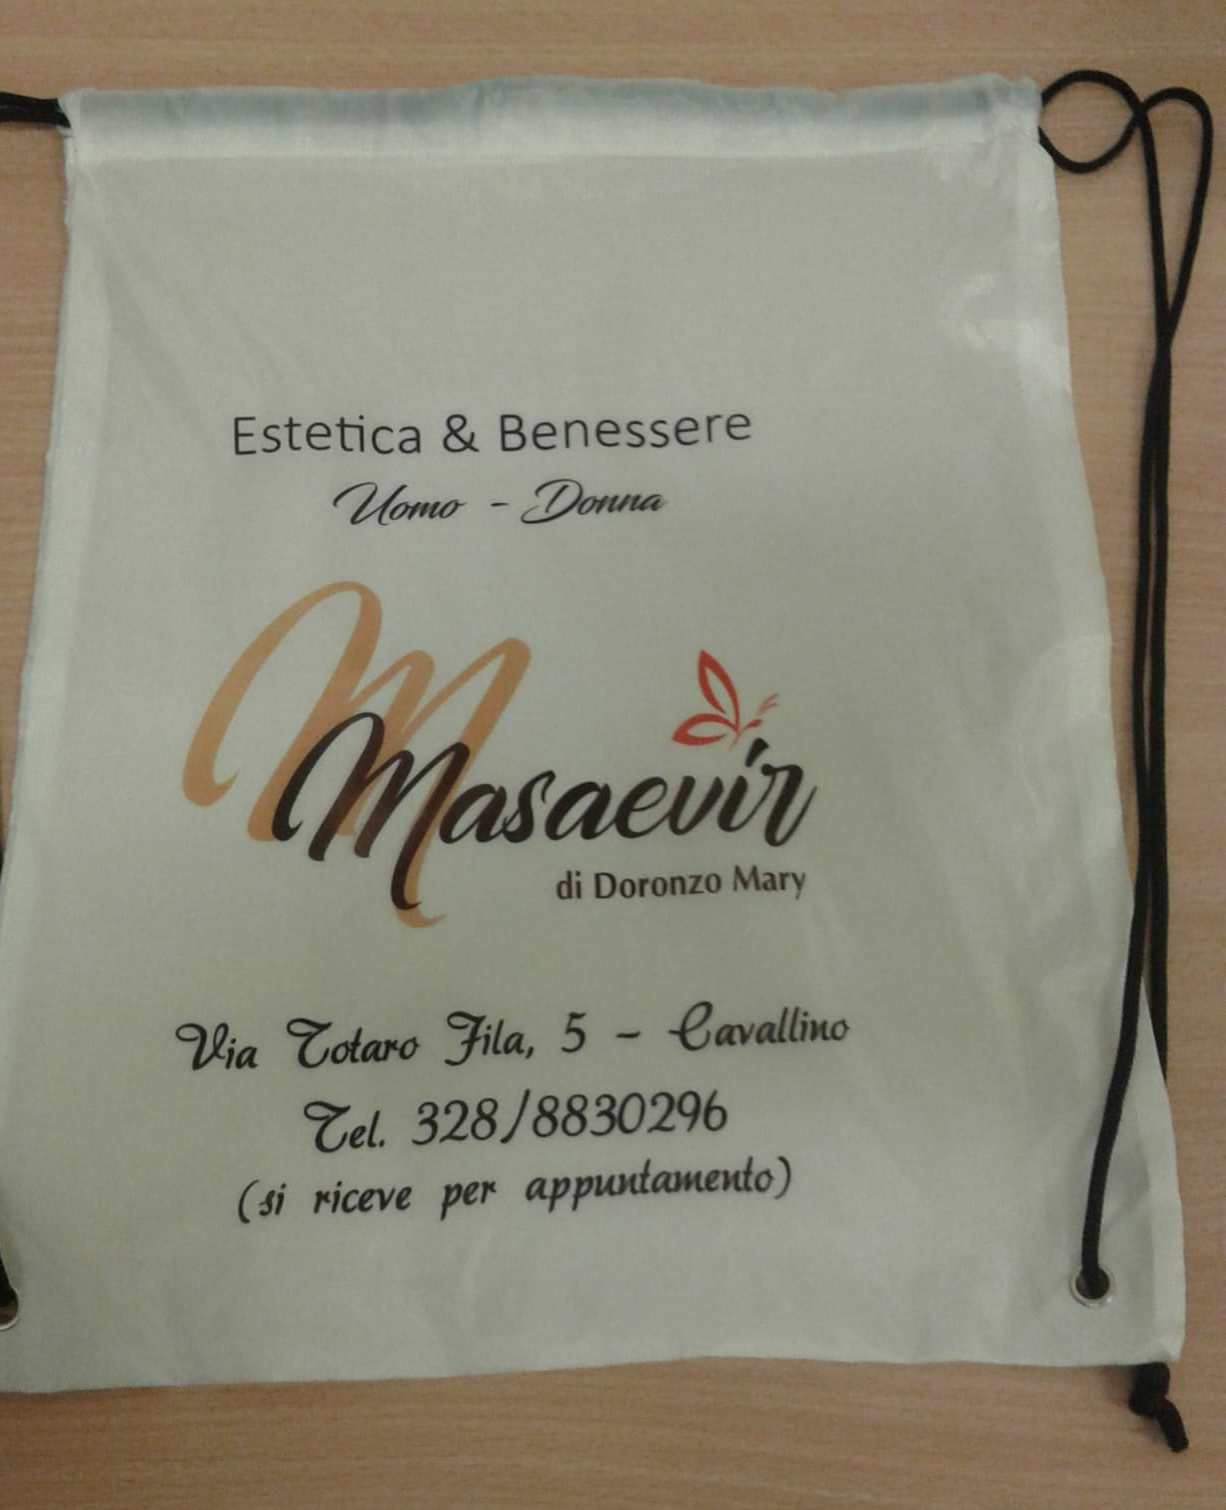 Estetica & Benessere
Uomo - Donna
Masaevir
di Doronzo Mary
Via Totaro Fila, 5 - Cavallino
Tel. 328/8830296
(si riceve per appuntamento)